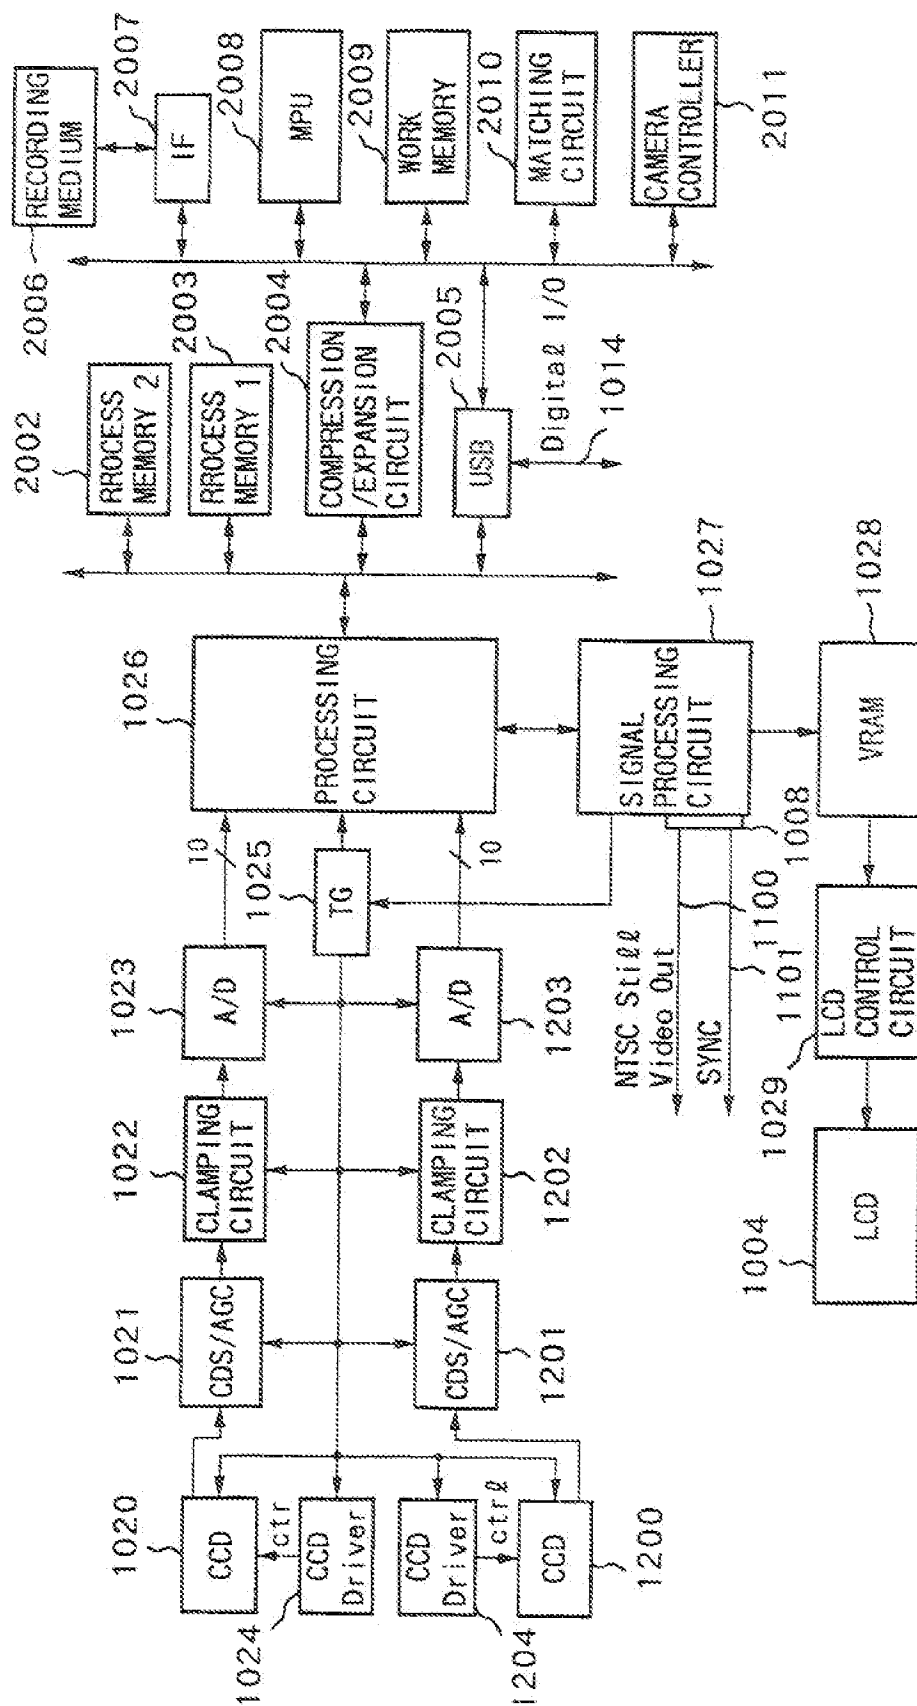 1020
CCD
ctr
1024
CCD
Driver
CCD
Driver
1204
ctrl
CCD
1200
1021
CDS/AGC
CDS/AGC
1201
1022
CLAMPING
CIRCUIT
CLAMPING
CIRCUIT
1202
1023
A/D
A/D
1203
10
1025
TG
10
1026
PROCESSING
CIRCUIT
SIGNAL
PROCESSING
CIRCUIT
1027
1008
NTSC Still
Video Out
1100
SYNC
1101
VRAM
1028
1029
LCD
CONTROL
CIRCUIT
1004
LCD
2002
RROCESS
MEMORY 2
2003
RROCESS
MEMORY 1
2004
COMPRESSION
/EXPANSION
CIRCUIT
2005
USB
Digital I/O
1014
2006
RECORDING
MEDIUM
2007
IF
2008
MPU
2009
WORK
MEMORY
2010
MATCHING
CIRCUIT
CAMERA
CONTROLLER
2011